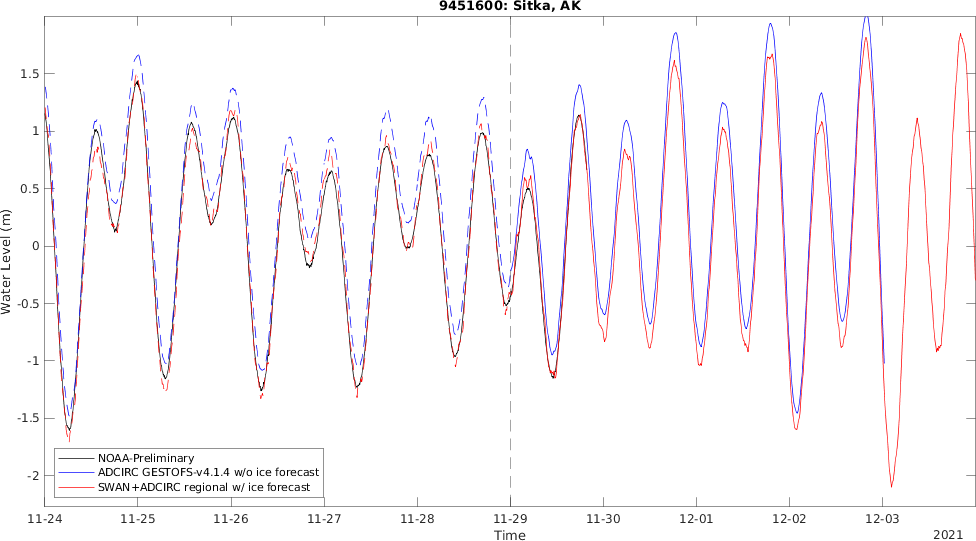 9451600: Sitka, AK
Water Level (m)
1.5
1
0.5
0
-0.5
-1
-1.5
-2
NOAA-Preliminary
ADCIRC GESTOFS-v4.1.4 w/o ice forecast
SWAN+ADCIRC regional w/ ice forecast
11-24 11-25 11-26 11-27 11-28 11-29 11-30 12-01 12-02 12-03
Time
2021